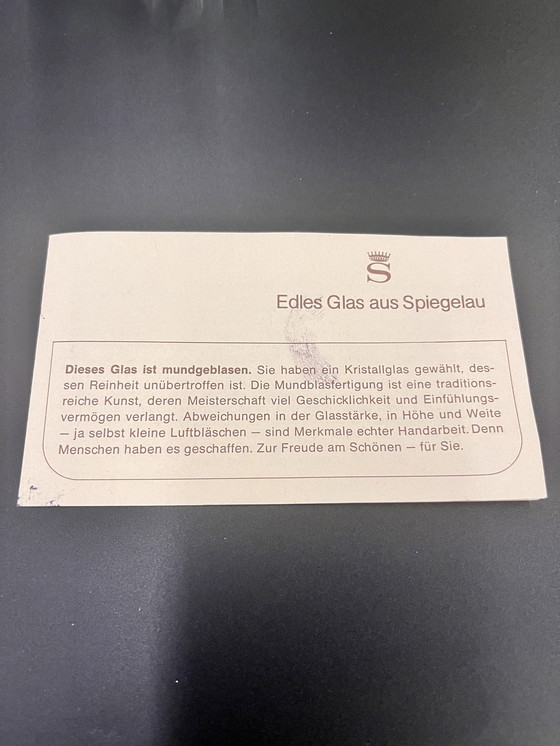 S
Edles Glas aus Spiegelau
Dieses Glas ist mundgeblasen. Sie haben ein Kristallglas gewählt, des-
sen Reinheit unübertroffen ist. Die Mundblasfertigung ist eine traditions-
reiche Kunst, deren Meisterschaft viel Geschicklichkeit und Einfühlungs-
vermögen verlangt. Abweichungen in der Glasstärke, in Höhe und Weite
— ja selbst kleine Luftbläschen — sind Merkmale echter Handarbeit. Denn
Menschen haben es geschaffen. Zur Freude am Schönen — für Sie.